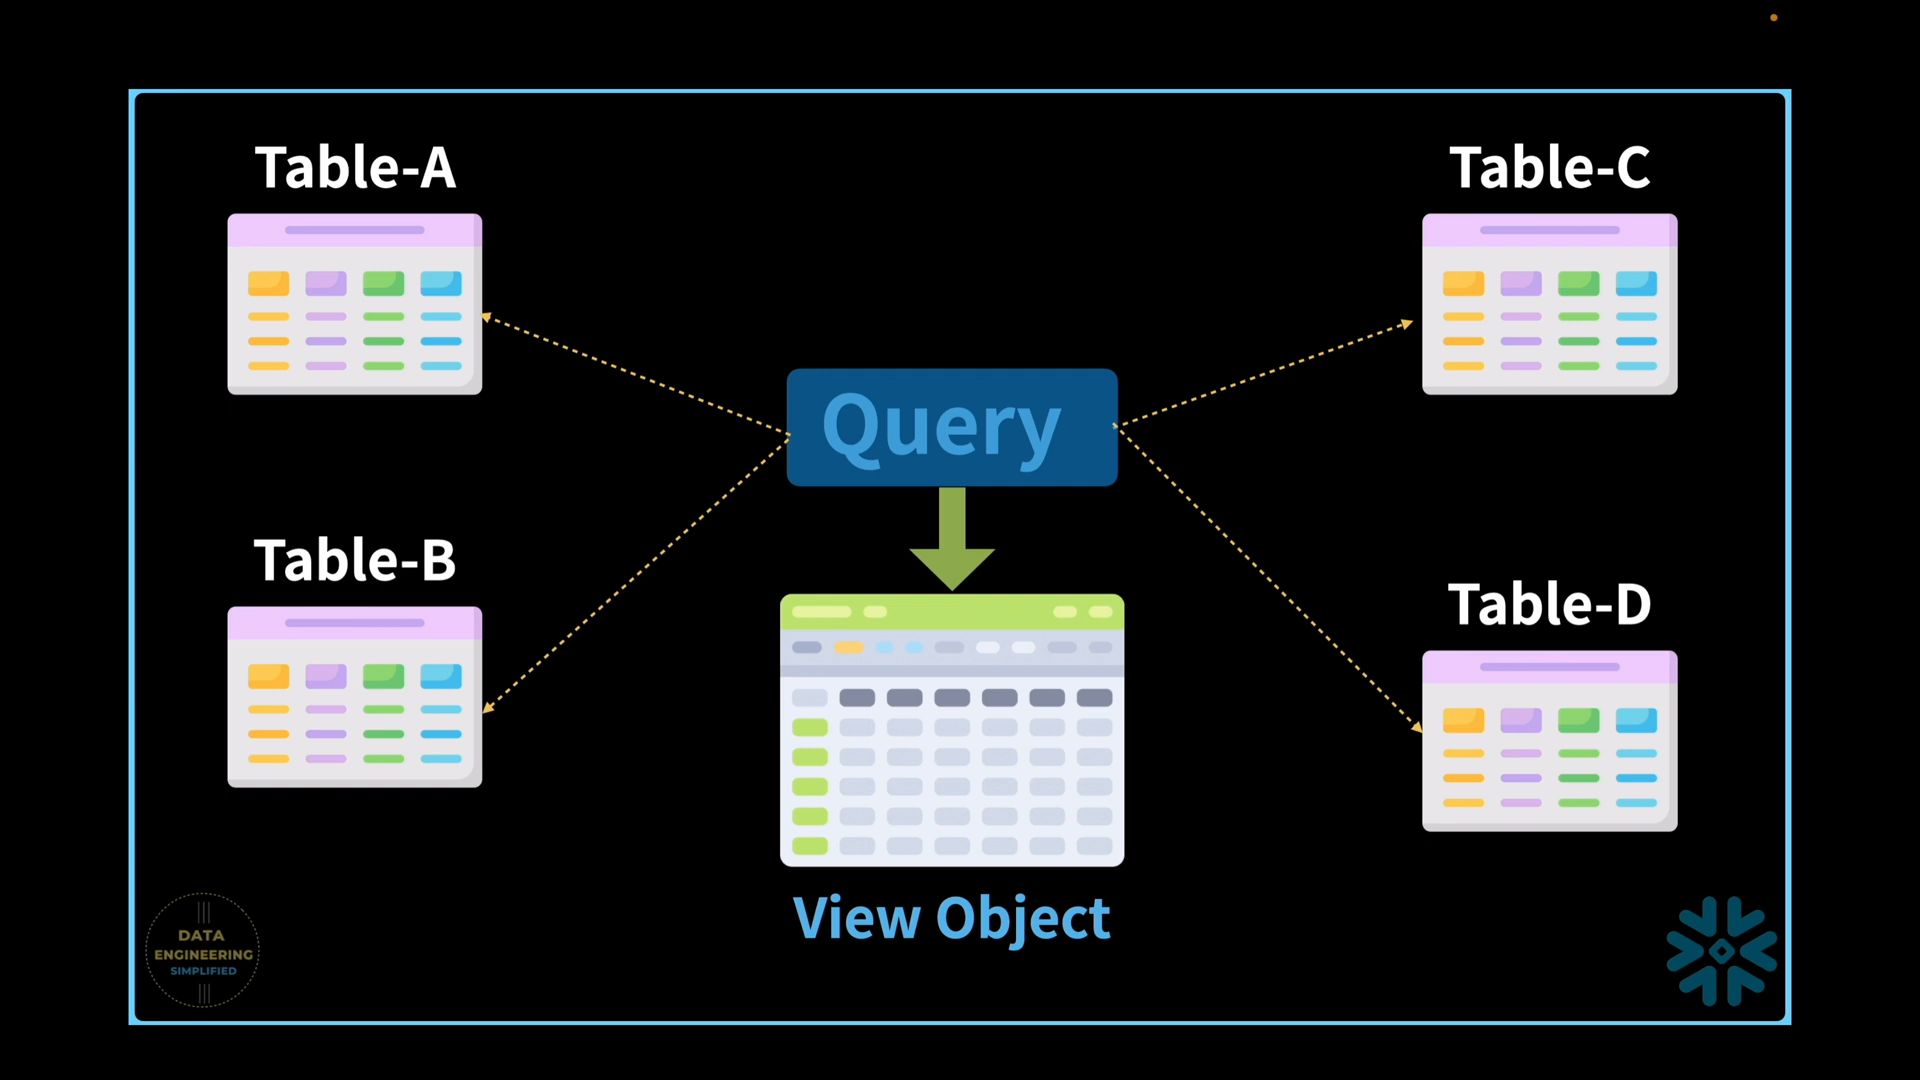 Table-A
Table-C
Query
Table-B
Table-D
View Object
DATA
ENGINEERING
SIMPLIFIED